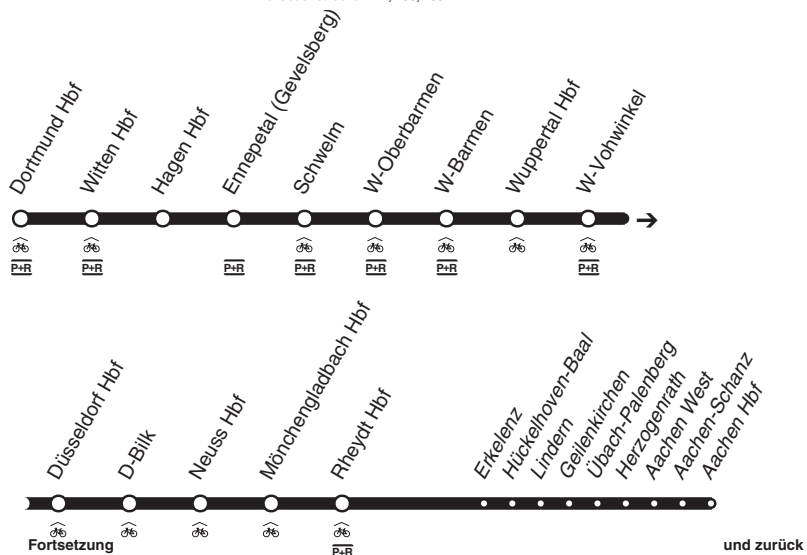 Dortmund Hbf
Witten Hbf
Hagen Hbf
Ennepetal (Gevelsberg)
Schwelm
W-Oberbarmen
W-Barmen
Wuppertal Hbf
W-Vohwinkel
P+R
P+R
P+R
P+R
P+R
P+R
P+R
Düsseldorf Hbf
D-Bilk
Neuss Hbf
Mönchengladbach Hbf
Rheydt Hbf
Erkelenz
Hückelhoven-Baal
Lindern
Geilenkirchen
Übach-Palenberg
Herzogenrath
Aachen West
Aachen-Schanz
Aachen Hbf
Fortsetzung
P+R
und zurück